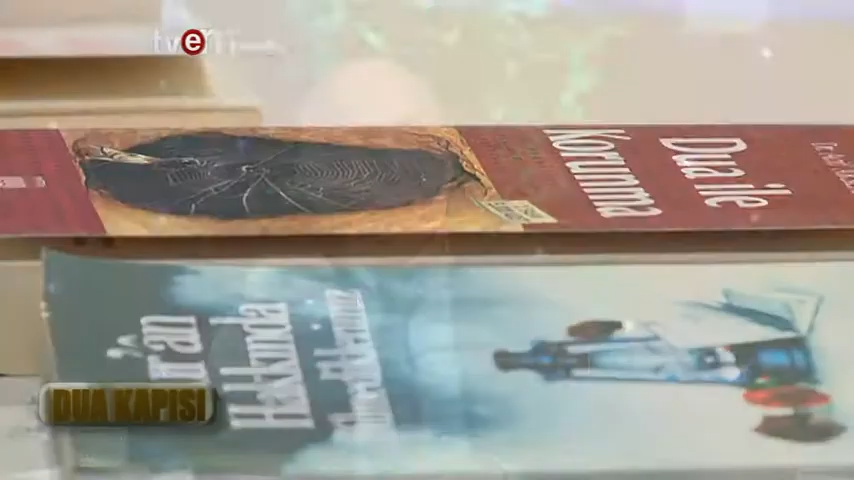 tvem
Dua ile
Korunma
Kur'an
Hakkında
DUA KAPISI